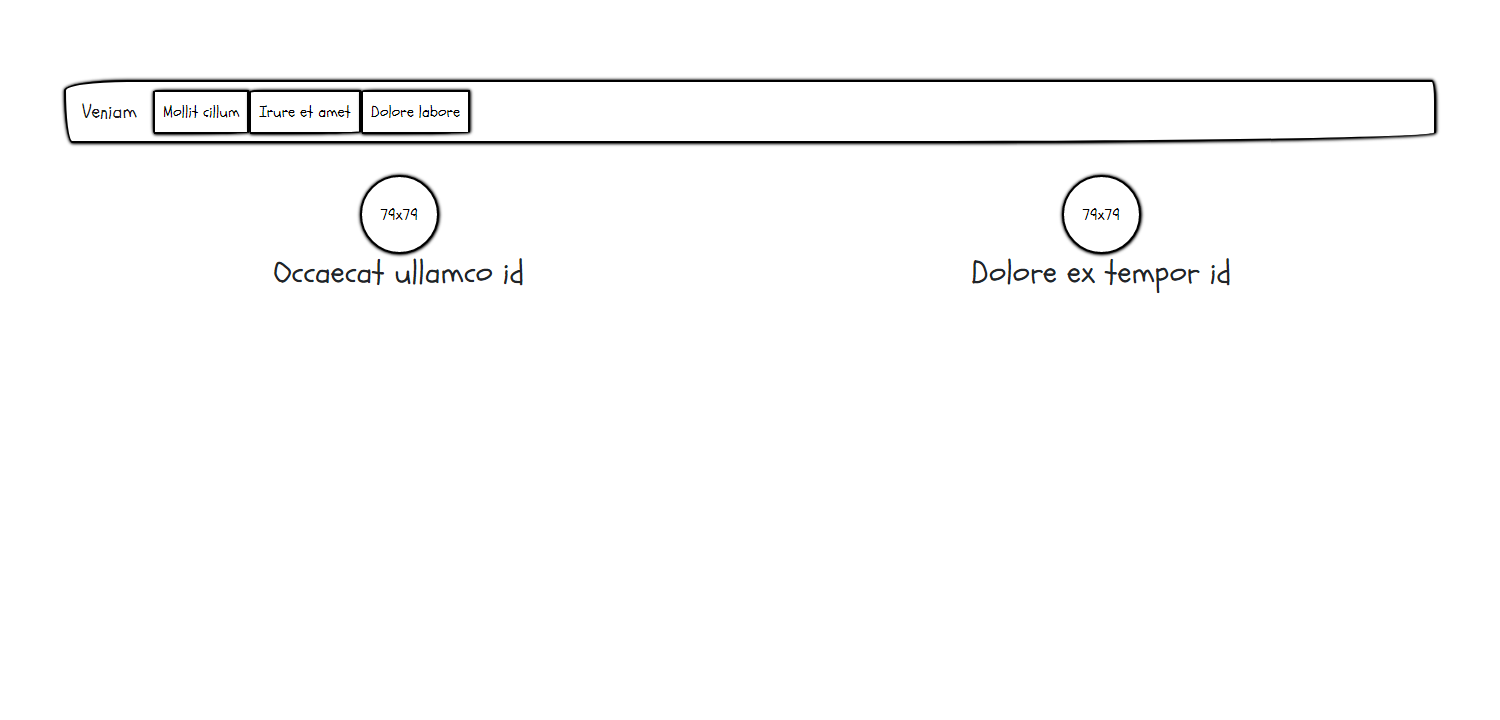 Veniam Mollit cillum Irure et amet Dolore labore
79x79 79x79
Occaecat ullamco id Dolore ex tempor id